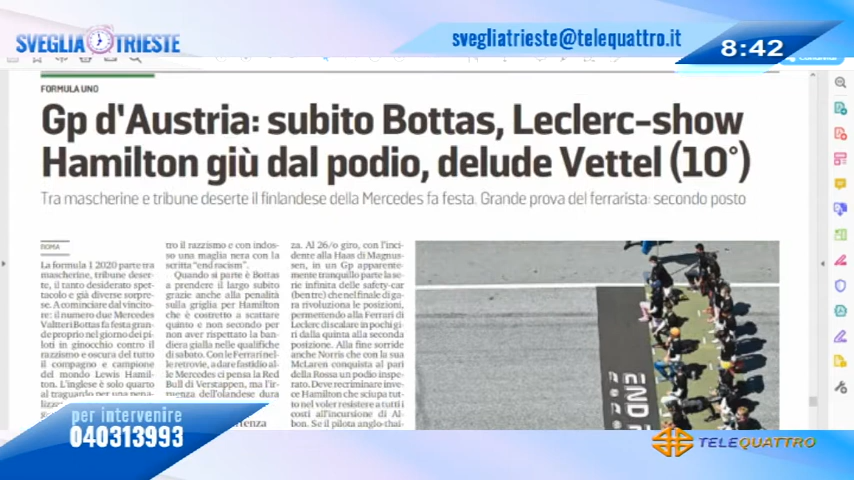 SVEGLIA TRIESTE
svegliatrieste@telequattro.it
8:42
FORMULA UNO
Gp d'Austria: subito Bottas, Leclerc-show
Hamilton giù dal podio, delude Vettel (10°)
Tra mascherine e tribune deserte il finlandese della Mercedes fa festa. Grande prova del ferrarista: secondo posto
ROMA
La formula 1 2020 parte tra
mascherine, tribune deser-
te, il tanto desiderato spet-
tacolo e già diverse sorpre-
se. A cominciare dal vincito-
re: il numero due Mercedes
Valtteri Bottas fa festa gran-
de proprio nel giorno dei pi-
loti in ginocchio contro il
razzismo e oscura del tutto
il compagno e campione
del mondo Lewis Hamil-
ton. L'inglese è solo quarto
al traguardo per una pena-
lizza
tro il razzismo e con indos-
so una maglia nera con la
scritta "end racism".
Quando si parte è Bottas
a prendere il largo subito
grazie anche alla penalità
sulla griglia per Hamilton
che è costretto a scattare
quinto e non secondo per
non aver rispettato la ban-
diera gialla nelle qualifiche
di sabato. Con le Ferrari nel-
le retrovie, a dare fastidio al-
le Mercedes ci pensa la Red
Bull di Verstappen, ma l'ir-
ruenza dell'olandese dura
za. Al 26/o giro, con l'inci-
dente alla Haas di Magnus-
sen, in un Gp apparente-
mente tranquillo parte la se-
rie infinita delle safety-car
(ben tre) che nel finale di ga-
ra rivoluziona le posizioni,
permettendo alla Ferrari di
Leclerc di scalare in pochi gi-
ri dalla quinta alla seconda
posizione. Alla fine sorride
anche Norris che con la sua
McLaren conquista al pari
della Rossa un podio inspe-
rato. Deve recriminare inve-
ce Hamilton che sciupa tut-
to nel voler resistere a tutti i
costi all'incursione di Al-
bon. Se il pilota anglo-thai-
END
per intervenire
040313993
TELEQUATTRO